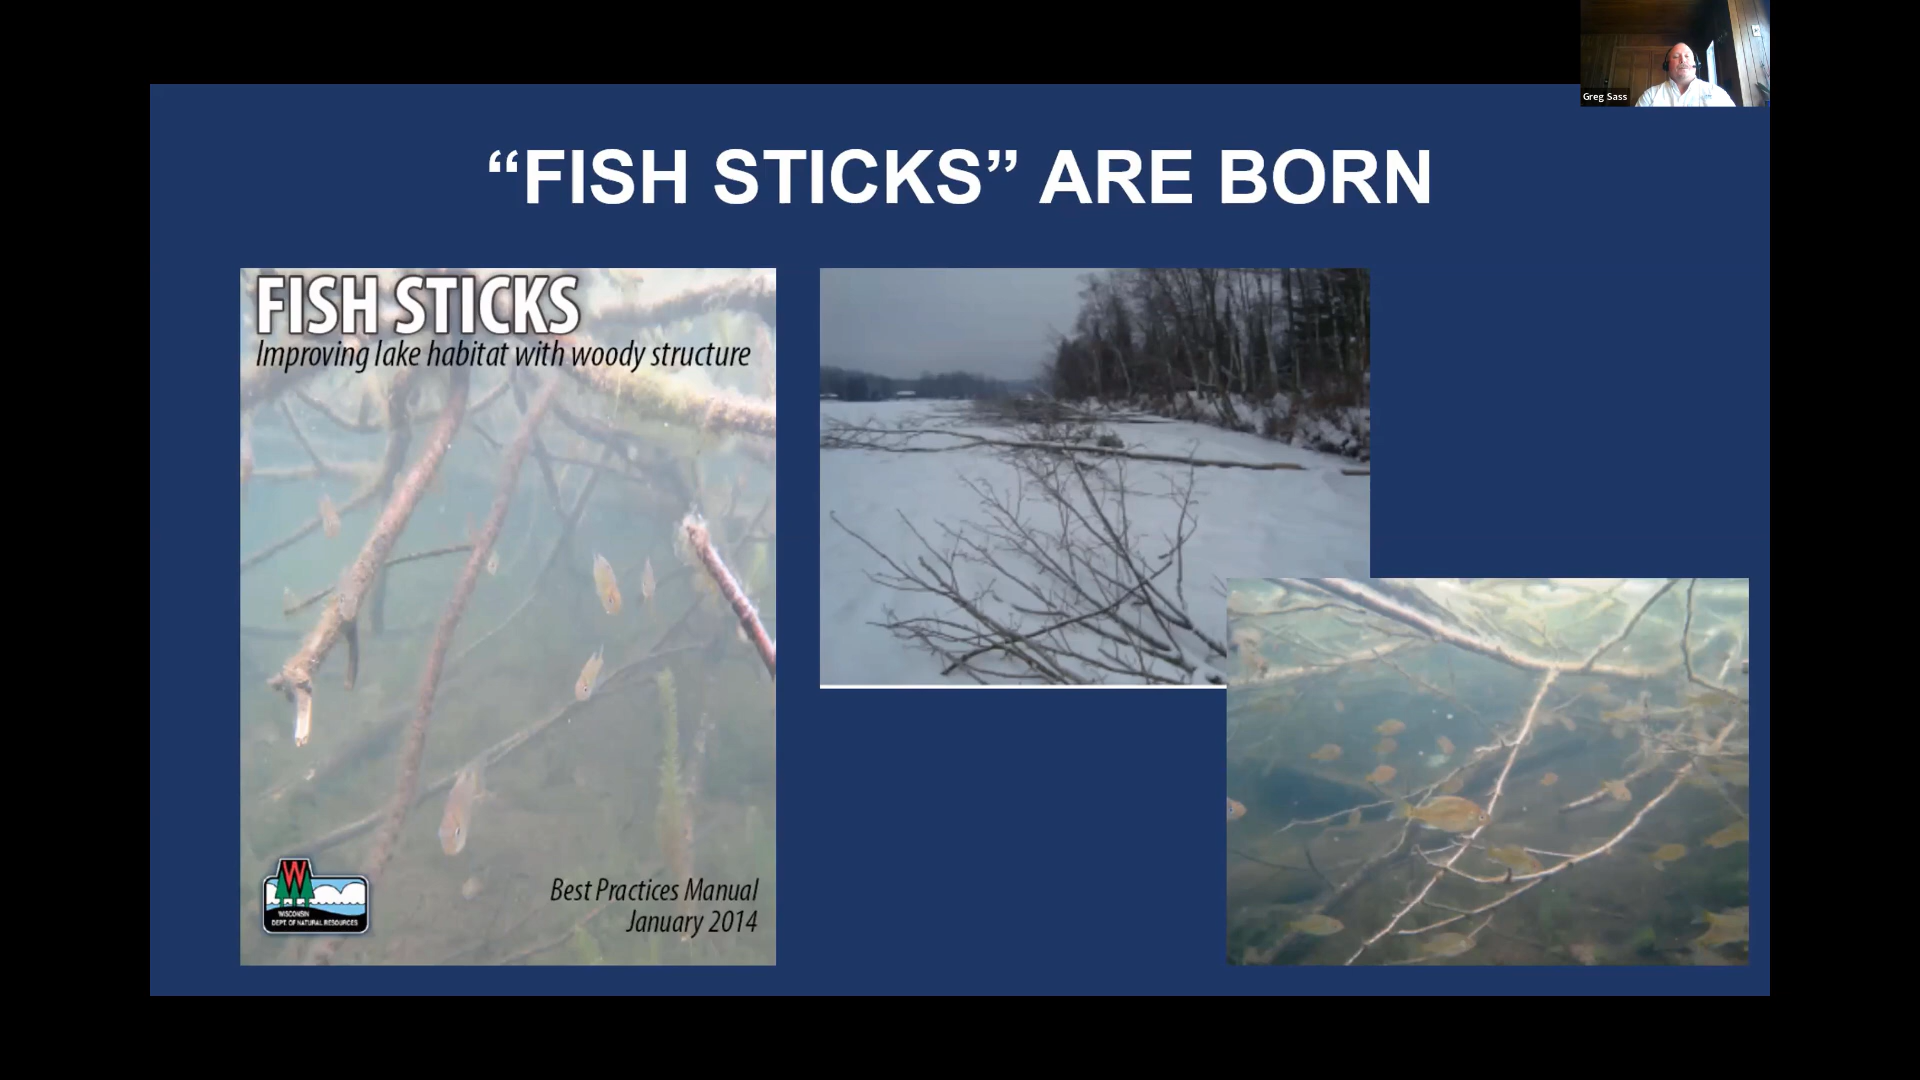 Greg Sass
“FISH STICKS” ARE BORN
FISH STICKS
Improving lake habitat with woody structure
W
WISCONSIN
DEPT. OF NATURAL RESOURCES
Best Practices Manual
January 2014